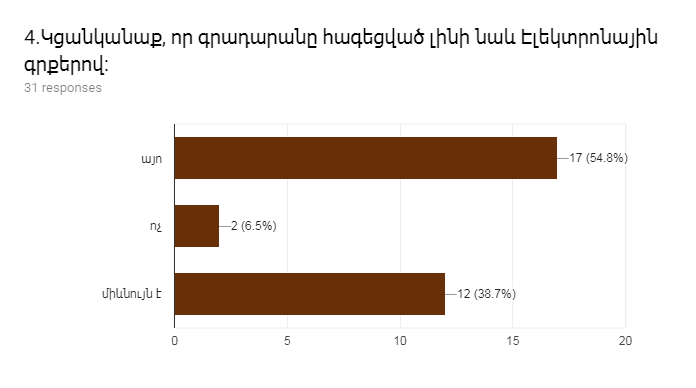 4.Կցանկանաք, որ գրադարանը հագեցված լինի նաև էլեկտրոնային
գրքերով:
31 responses
այո
17 (54.8%)
ոչ
2 (6.5%)
միևնույն է
12 (38.7%)
0 5 10 15 20